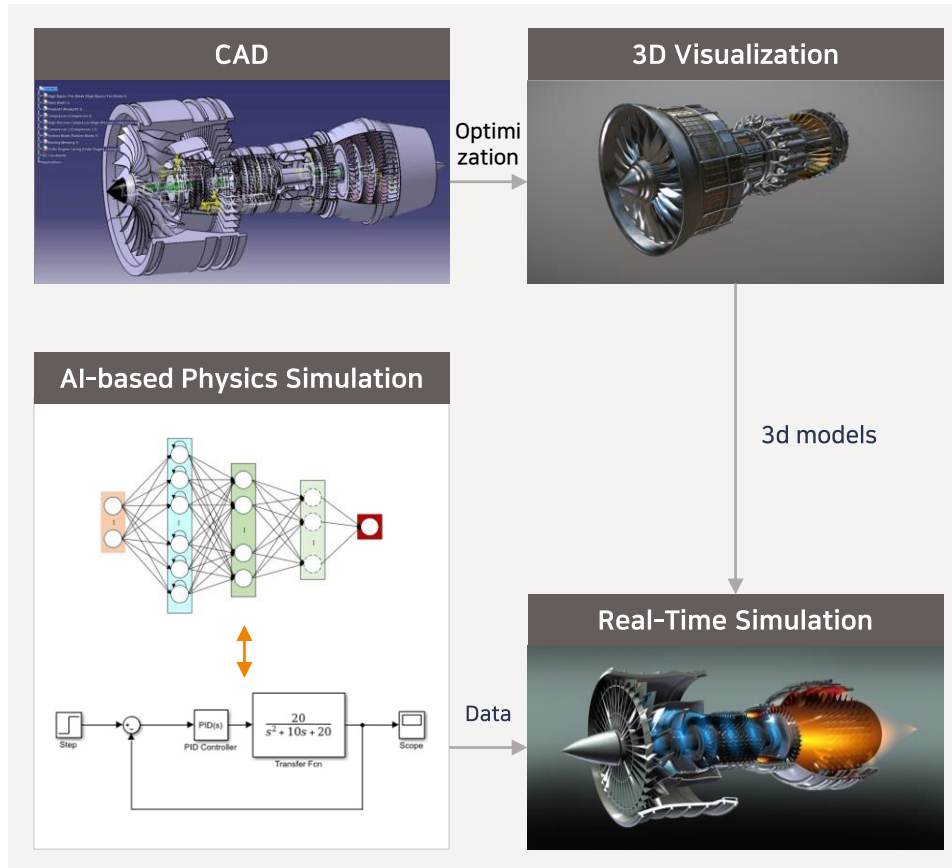 CAD
3D Visualization
Optimi
zation
AI-based Physics Simulation
3d models
Real-Time Simulation
Step
+
-
PID(s)
PID Controller
20
s² + 10s + 20
Transfer Fcn
Scope
Data